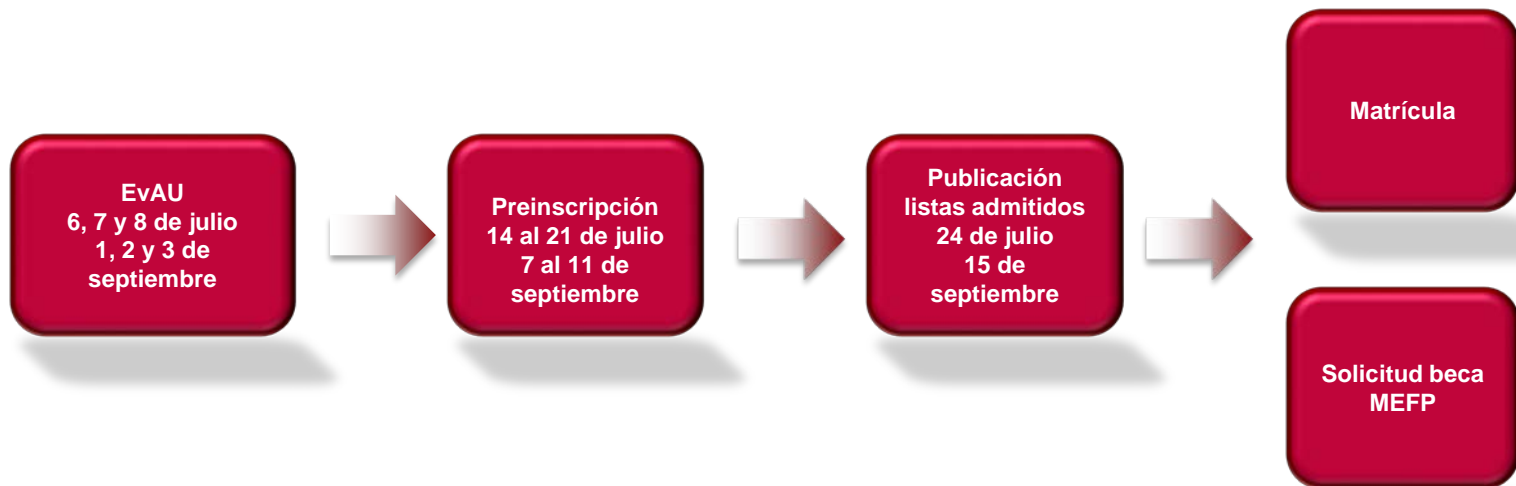 EvAU
6, 7 y 8 de julio
1, 2 y 3 de
septiembre
Preinscripción
14 al 21 de julio
7 al 11 de
septiembre
Publicación
listas admitidos
24 de julio
15 de
septiembre
Matrícula
Solicitud beca
MEFP